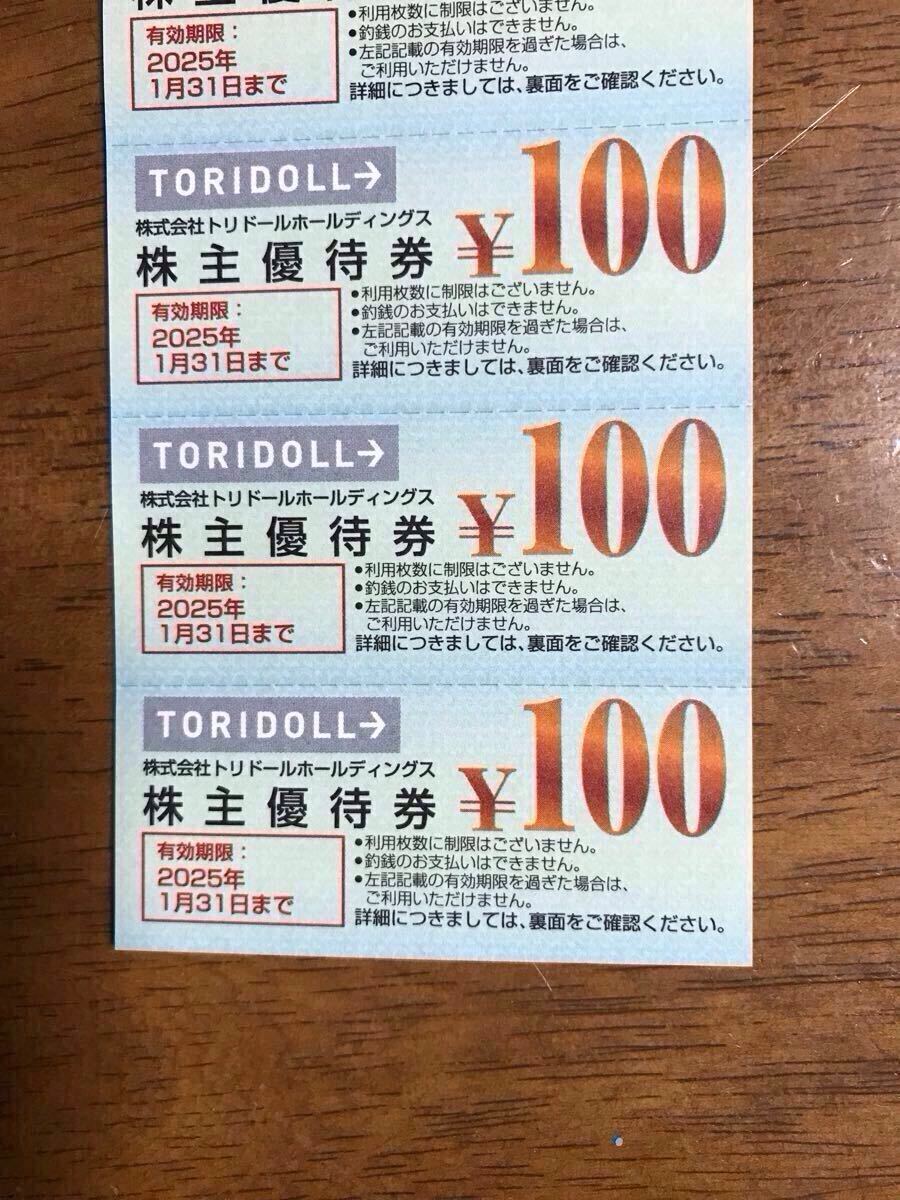 有効期限：
2025年
1月31日まで
•利用枚数に制限はございません。
•釣銭のお支払いはできません。
•左記記載の有効期限を過ぎた場合は、
ご利用いただけません。
詳細につきましては、裏面をご確認ください。
TORIDOLL→
株式会社トリドールホールディングス
株主優待券
¥100
有効期限：
2025年
1月31日まで
•利用枚数に制限はございません。
•釣銭のお支払いはできません。
•左記記載の有効期限を過ぎた場合は、
ご利用いただけません。
詳細につきましては、裏面をご確認ください。
TORIDOLL→
株式会社トリドールホールディングス
株主優待券
¥100
有効期限：
2025年
1月31日まで
•利用枚数に制限はございません。
•釣銭のお支払いはできません。
•左記記載の有効期限を過ぎた場合は、
ご利用いただけません。
詳細につきましては、裏面をご確認ください。
TORIDOLL→
株式会社トリドールホールディングス
株主優待券
¥100
有効期限：
2025年
1月31日まで
•利用枚数に制限はございません。
•釣銭のお支払いはできません。
•左記記載の有効期限を過ぎた場合は、
ご利用いただけません。
詳細につきましては、裏面をご確認ください。